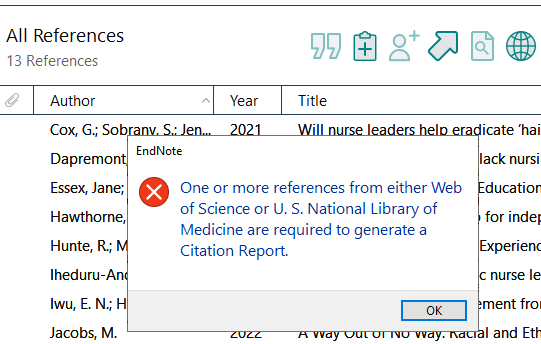 All References
13 References
Author Year Title
Cox, G.; Sobrany, S.; Jen... 2021 Will nurse leaders help eradicate 'hai
Dapremont, lack nursi
Essex, Jane; Education
Hawthorne, for indep
Hunte, R.; M Experienc
Iheduru-And c nurse le
Iwu, E. N.; H ement from
Jacobs, M. 2022 A Way Out of No Way: Racial and Eth
EndNote
One or more references from either Web
of Science or U. S. National Library of
Medicine are required to generate a
Citation Report.
OK